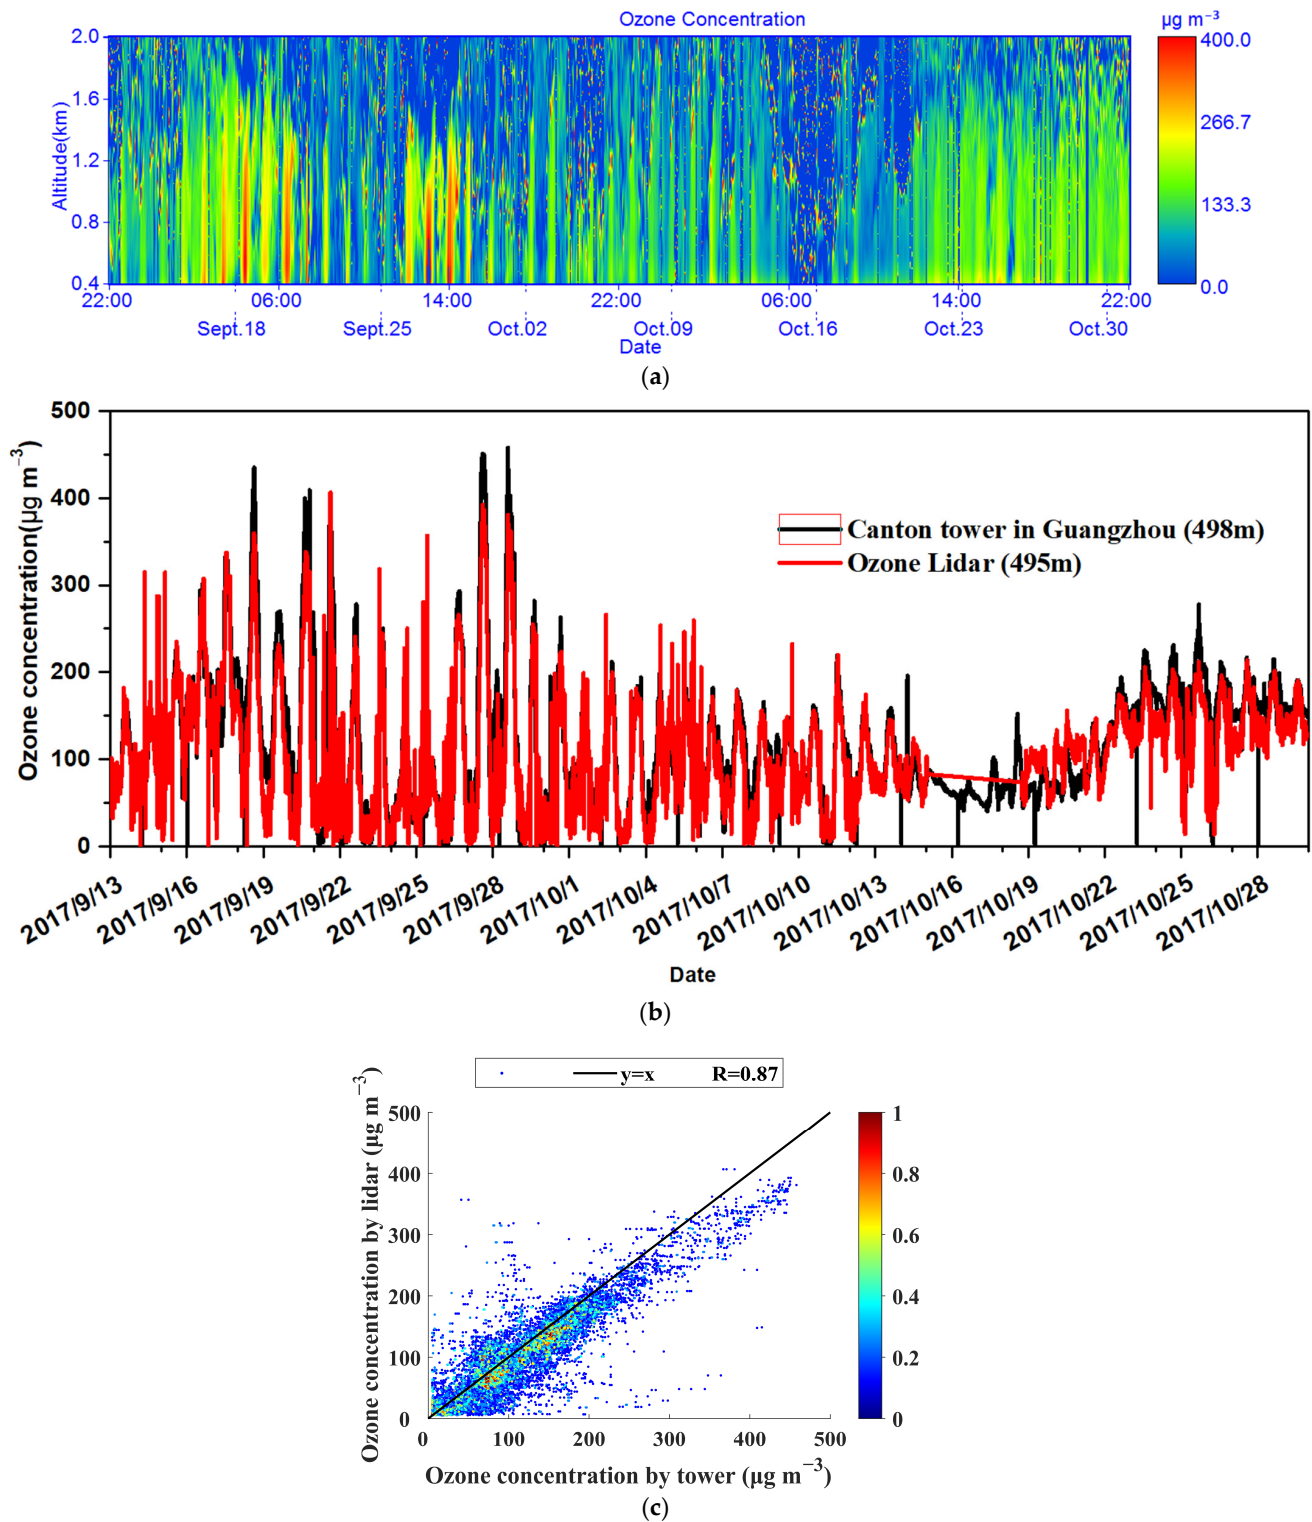 Ozone Concentration
µg m⁻³
2.0
1.6
1.2
0.8
0.4
Altitude(km)
400.0
266.7
133.3
0.0
22:00 06:00 14:00 22:00 06:00 14:00 22:00
Sept.18 Sept.25 Oct.02 Oct.09 Oct.16 Oct.23 Oct.30
Date
(a)
500
400
300
200
100
0
Ozone concentration(µg m⁻³)
Canton tower in Guangzhou (498m)
Ozone Lidar (495m)
2017/9/13 2017/9/16 2017/9/19 2017/9/22 2017/9/25 2017/9/28 2017/10/1 2017/10/4 2017/10/7 2017/10/10 2017/10/13 2017/10/16 2017/10/19 2017/10/22 2017/10/25 2017/10/28
Date
(b)
y=x R=0.87
Ozone concentration by lidar (µg m⁻³)
500
400
300
200
100
0
1
0.8
0.6
0.4
0.2
0
0 100 200 300 400 500
Ozone concentration by tower (µg m⁻³)
(c)